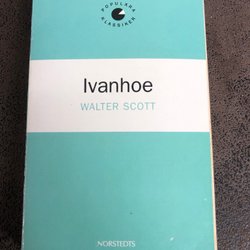 POPULÄRA
KLASSIKER
Ivanhoe
WALTER SCOTT
NORSTEDTS